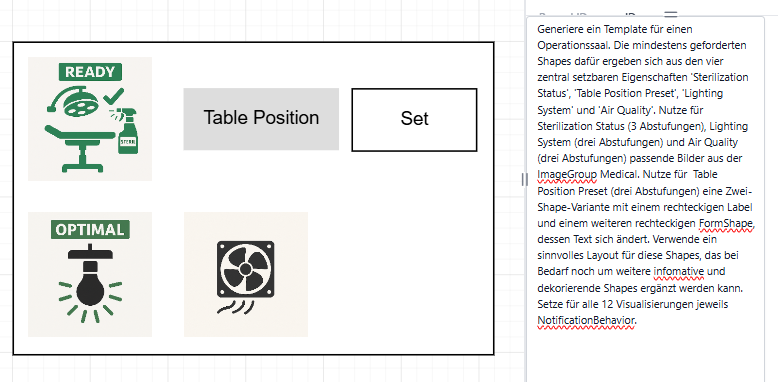 READY
STERIL
Table Position
Set
OPTIMAL
Generiere ein Template für einen
Operationssaal. Die mindestens geforderten
Shapes dafür ergeben sich aus den vier
zentral setzbaren Eigenschaften 'Sterilization
Status', 'Table Position Preset', 'Lighting
System' und 'Air Quality'. Nutze für
Sterilization Status (3 Abstufungen), Lighting
System (drei Abstufungen) und Air Quality
(drei Abstufungen) passende Bilder aus der
ImageGroup Medical. Nutze für  Table
Position Preset (drei Abstufungen) eine Zwei-
Shape-Variante mit einem rechteckigen Label
und einem weiteren rechteckigen FormShape,
dessen Text sich ändert. Verwende ein
sinnvolles Layout für diese Shapes, das bei
Bedarf noch um weitere infomative und
dekorierende Shapes ergänzt werden kann.
Setze für alle 12 Visualisierungen jeweils
NotificationBehavior.